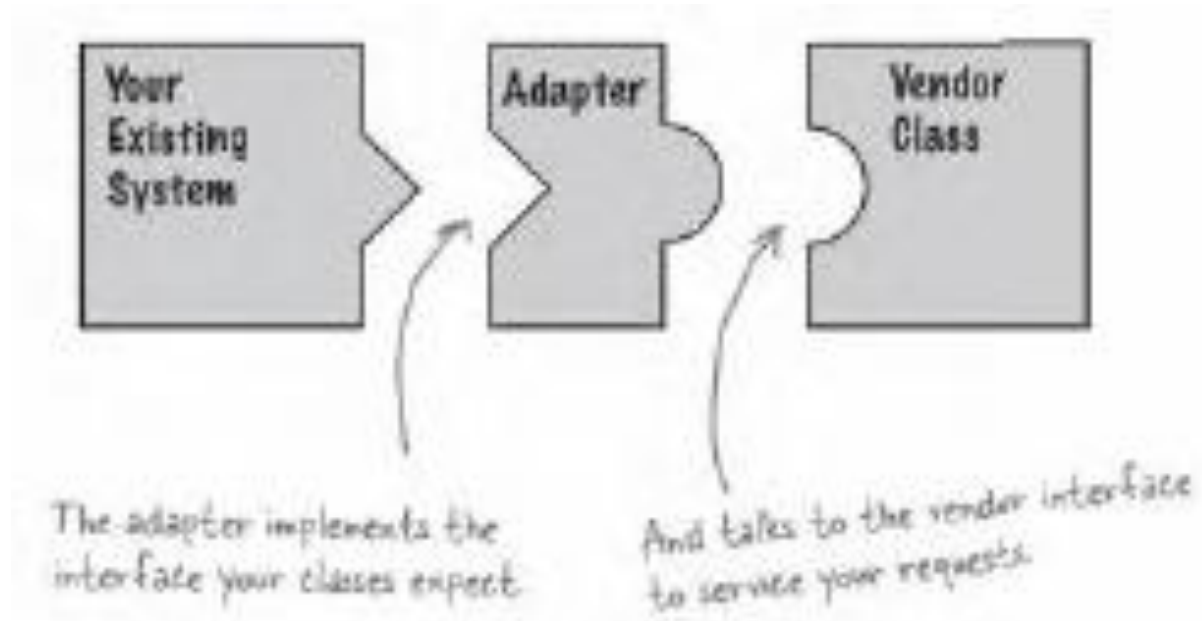 Your
Existing
System
Adapter
Vendor
Class
The adapter implements the
interface your classes expect
And talks to the vendor interface
to service your requests.